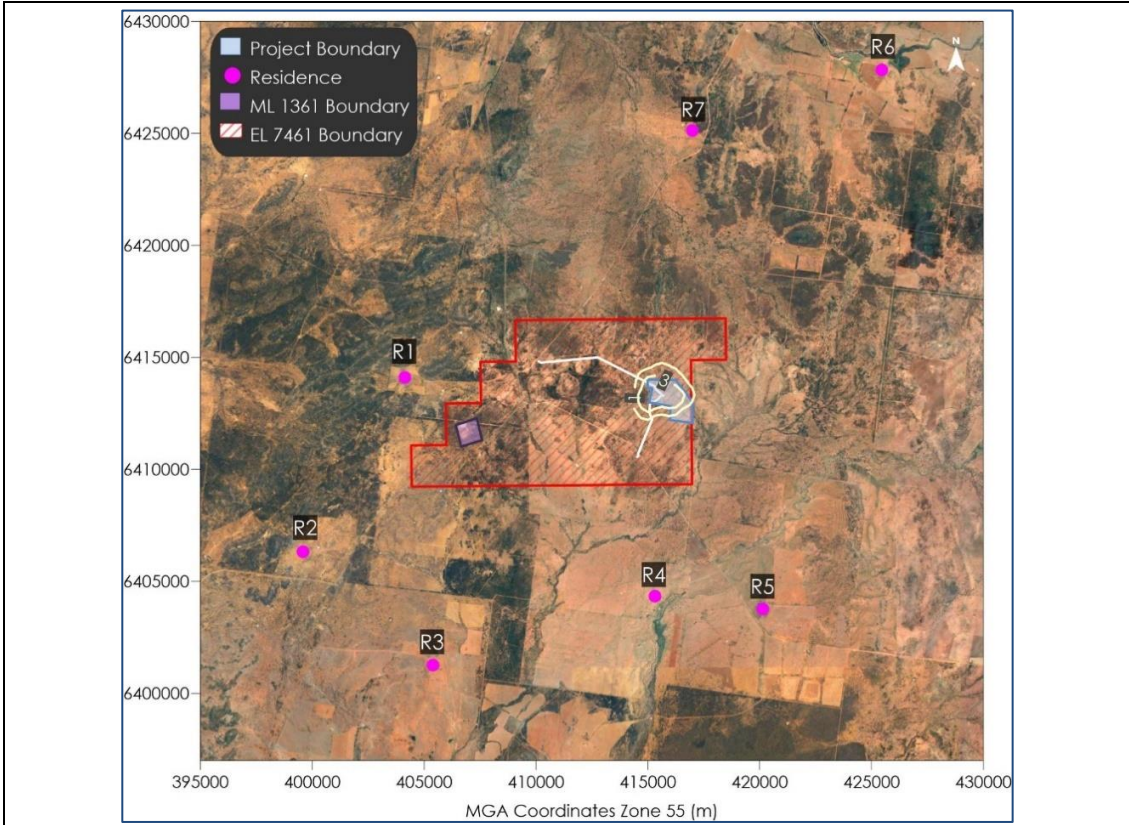 6430000
Project Boundary
Residence
ML 1361 Boundary
EL 7461 Boundary
N
R6
R7
6425000
6420000
6415000
R1
3
1
6410000
R2
6405000
R4
R5
R3
6400000
395000 400000 405000 410000 415000 420000 425000 430000
MGA Coordinates Zone 55 (m)